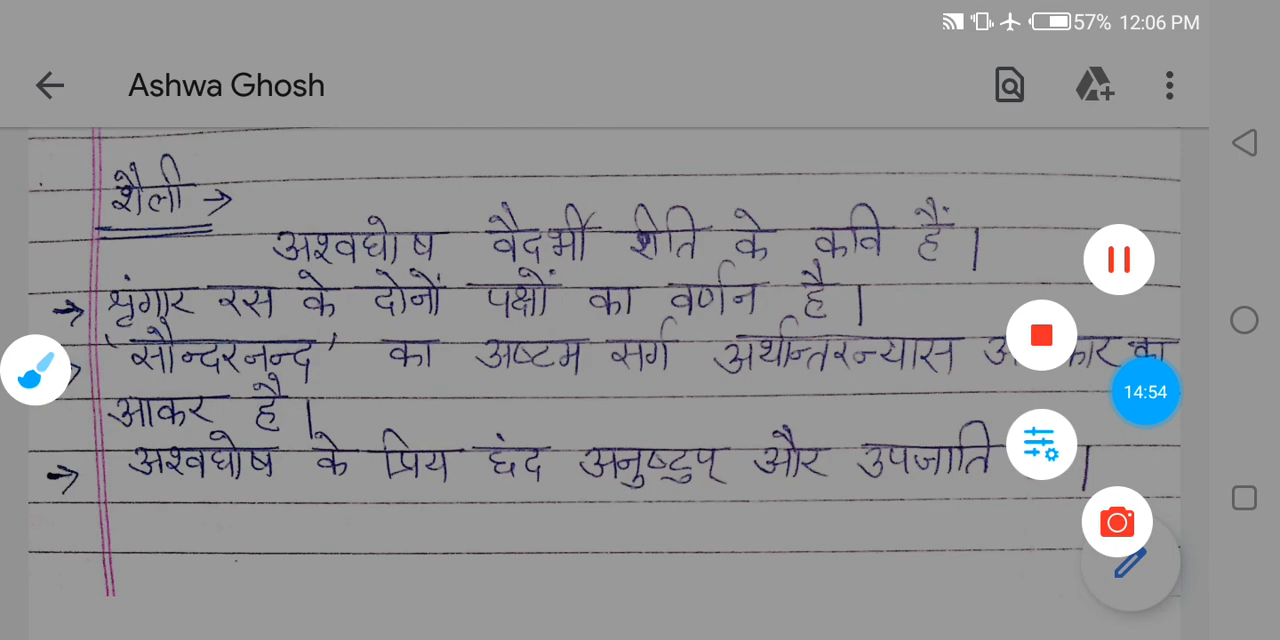 57% 12:06 PM
Ashwa Ghosh
शैली →
अश्वघोष वैदर्भी रीति के कवि हैं।
→ श्रृंगार रस के दोनों पक्षों का वर्णन है।
'सौन्दरनन्द' का अष्टम सर्ग अर्थान्तरन्यास का
आकर है।
→ अश्वघोष के प्रिय छंद अनुष्टुप् और उपजाति ।
14:54